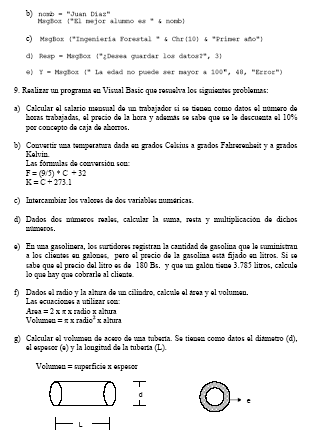 b) nomb = "Juan Diaz"
MsgBox ("El mejor alumno es " & nomb)
c) MsgBox ("Ingeniería Forestal " & Chr(10) & "Primer año")
d) Resp = MsgBox ("¿Desea guardar los datos?", 3)
e) Y = MsgBox (" La edad no puede ser mayor a 100", 48, "Error")
9. Realizar un programa en Visual Basic que resuelva los siguientes problemas:
a) Calcular el salario mensual de un trabajador si se tienen como datos el número de
horas trabajadas, el precio de la hora y además se sabe que se le descuenta el 10%
por concepto de caja de ahorros.
b) Convertir una temperatura dada en grados Celsius a grados Fahrerenheit y a grados
Kelvin.
Las fórmulas de conversión son:
F = (9/5) * C + 32
K = C + 273.1
c) Intercambiar los valores de dos variables numéricas.
d) Dados dos números reales, calcular la suma, resta y multiplicación de dichos
números.
e) En una gasolinera, los surtidores registran la cantidad de gasolina que le suministran
a los clientes en galones, pero el precio de la gasolina está fijado en litros. Si se
sabe que el precio del litro es de 180 Bs. y que un galón tiene 3.785 litros, calcule
lo que hay que cobrarle al cliente.
f) Dados el radio y la altura de un cilindro, calcule el área y el volumen.
Las ecuaciones a utilizar son:
Area = 2 x π x radio x altura
Volumen = π x radio² x altura
g) Calcular el volumen de acero de una tubería. Se tienen como datos el diámetro (d),
el espesor (e) y la longitud de la tubería (L).
Volumen = superficie x espesor
d
e
L